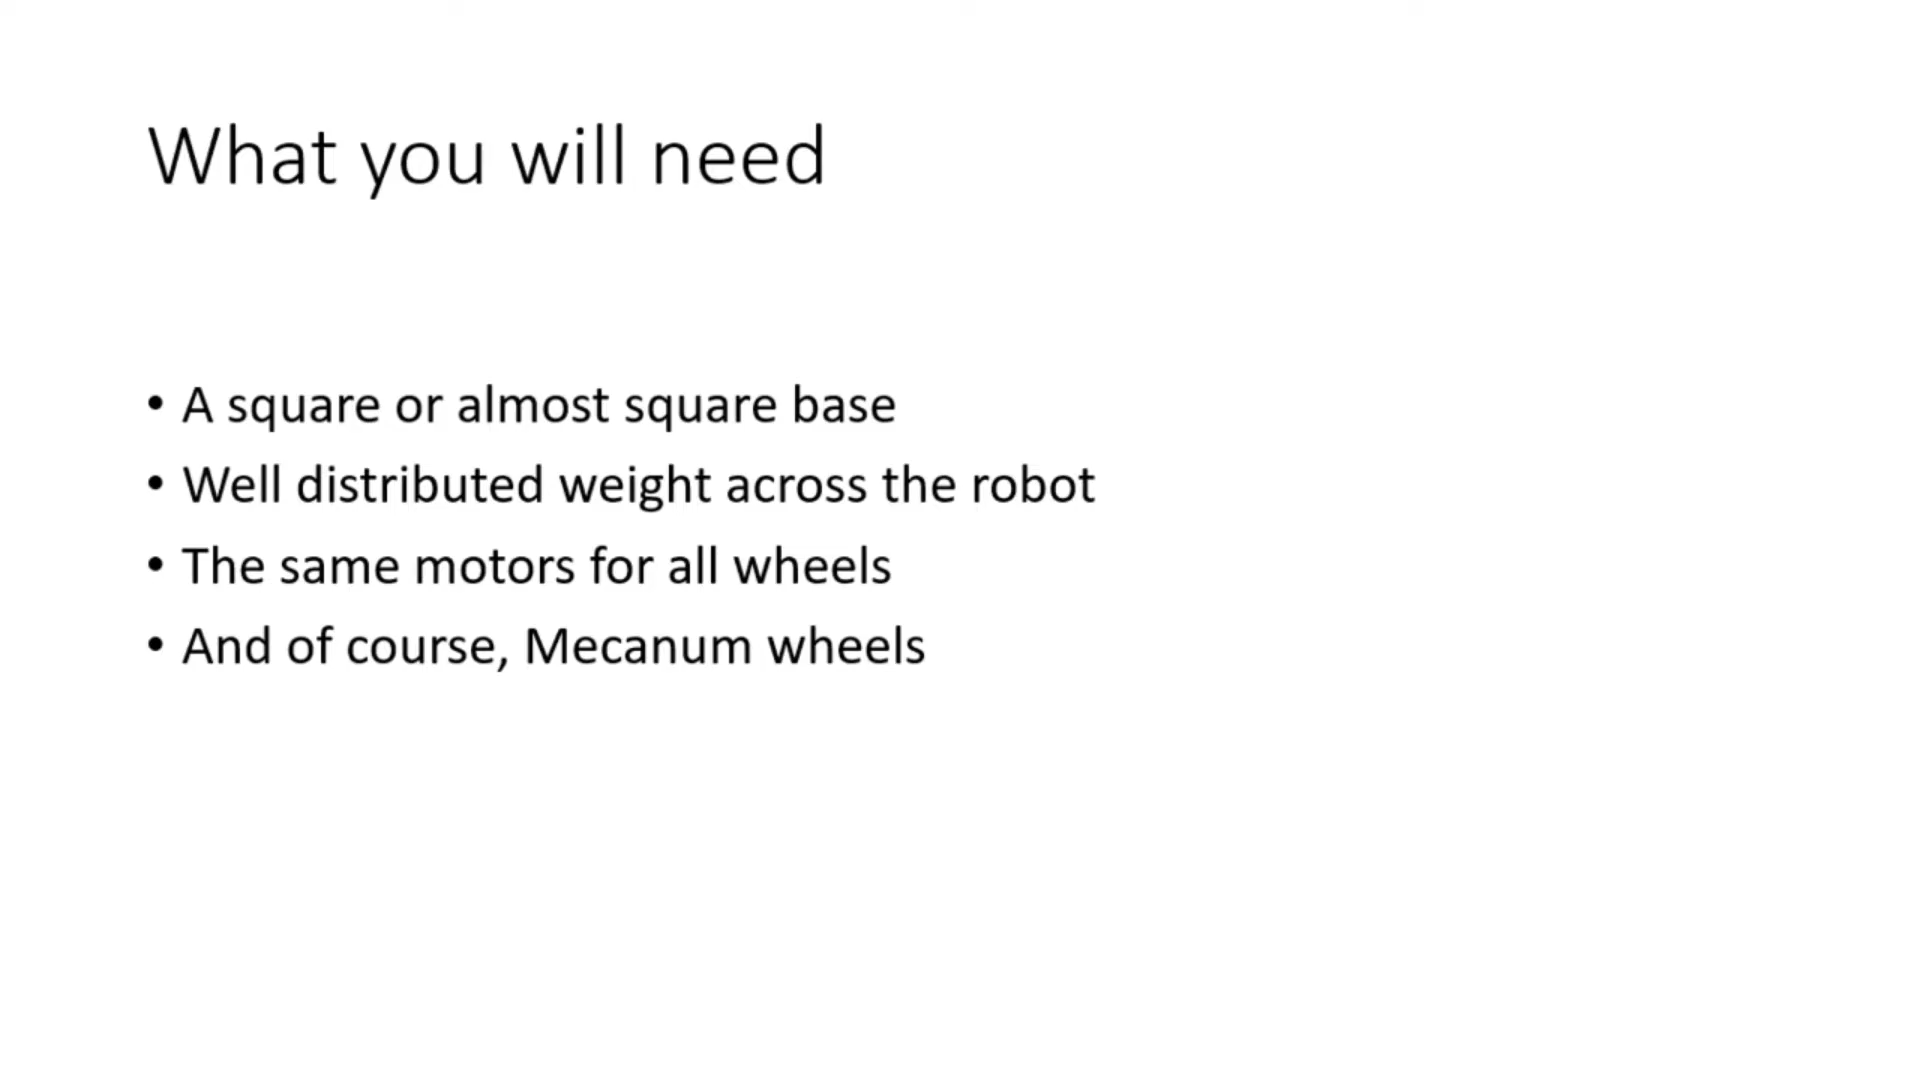 What you will need
• A square or almost square base
• Well distributed weight across the robot
• The same motors for all wheels
• And of course, Mecanum wheels